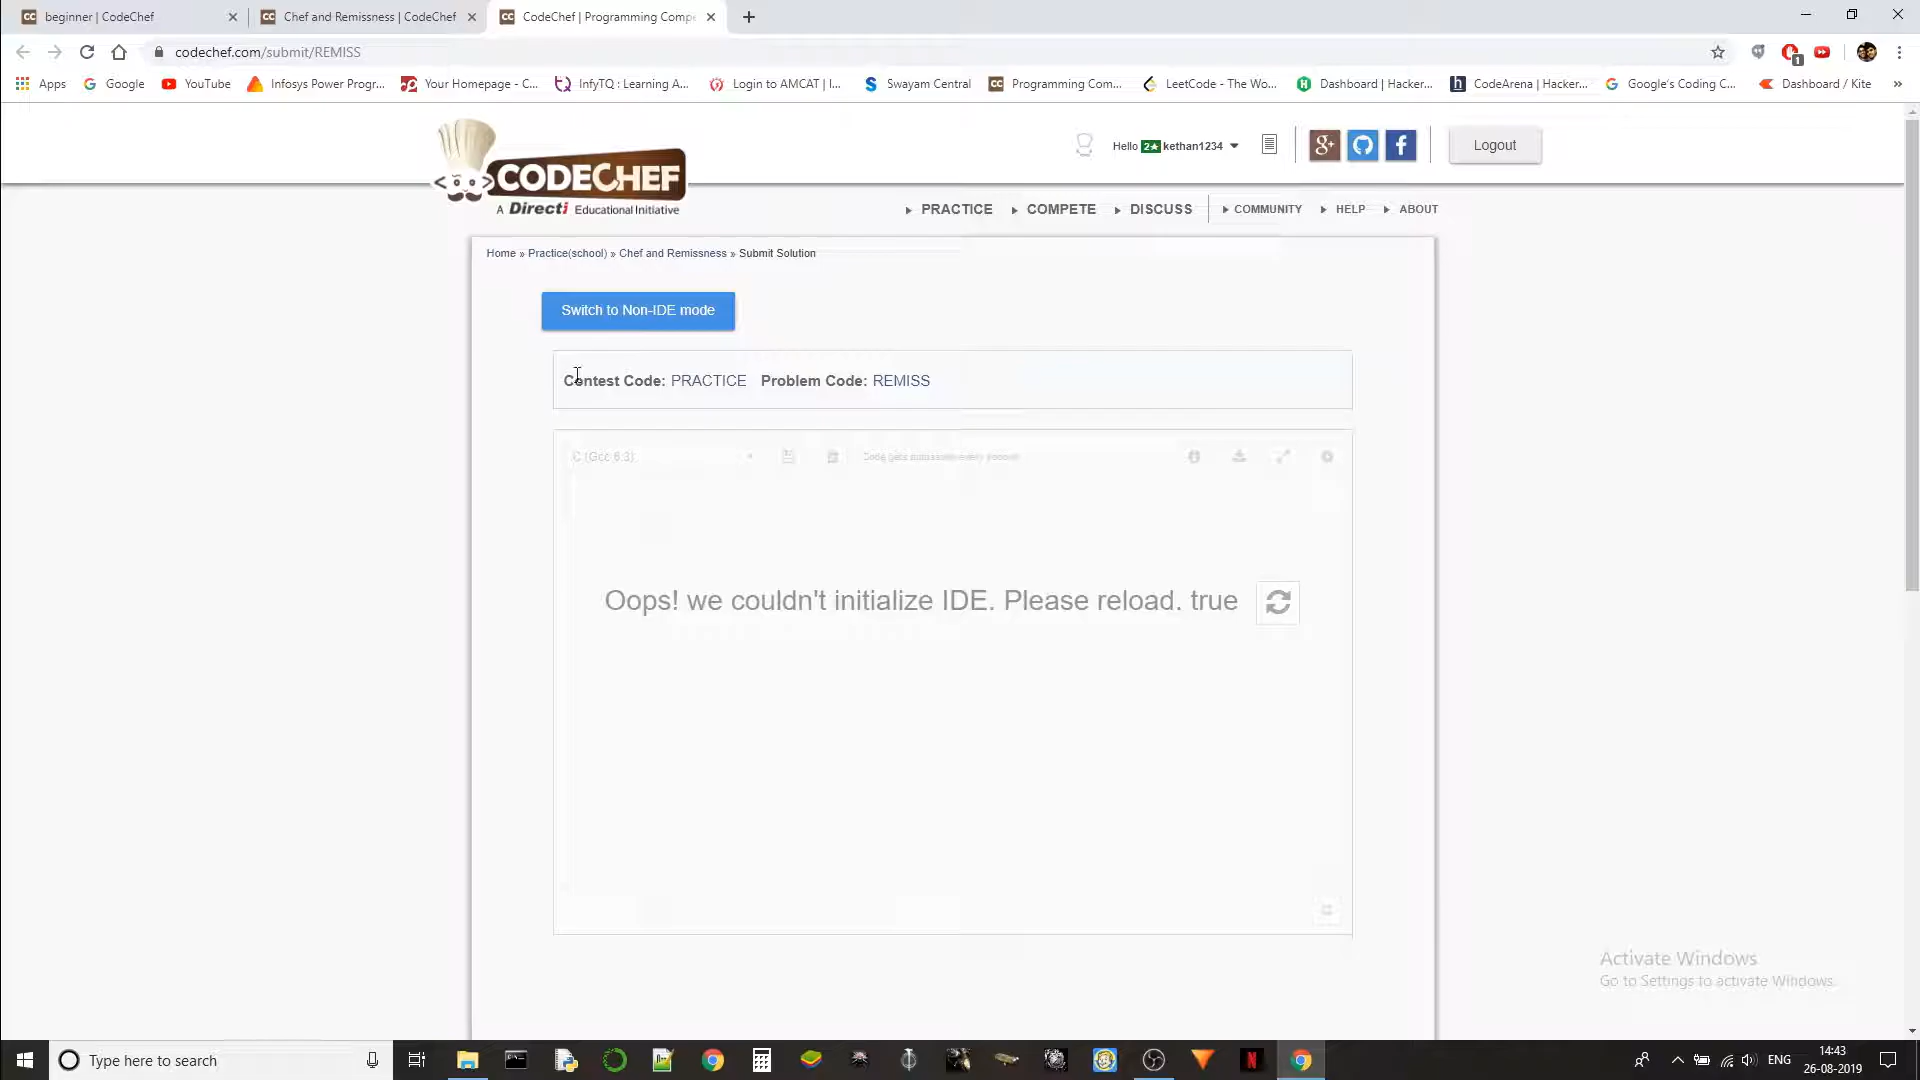 beginner | CodeChef
Chef and Remissness | CodeChef
CodeChef | Programming Compe
codechef.com/submit/REMISS
Apps
Google
YouTube
Infosys Power Progr...
Your Homepage - C...
InfyTQ : Learning A...
Login to AMCAT | I...
Swayam Central
Programming Com...
LeetCode - The Wo...
Dashboard | Hacker...
CodeArena | Hacker...
Google's Coding C...
Dashboard / Kite
»
CODECHEF
A Directi Educational Initiative
Hello 2★ kethan1234
Logout
PRACTICE
COMPETE
DISCUSS
COMMUNITY
HELP
ABOUT
Home » Practice(school) » Chef and Remissness » Submit Solution
Switch to Non-IDE mode
Contest Code: PRACTICE Problem Code: REMISS
C (Gcc 6.3)
Oops! we couldn't initialize IDE. Please reload. true
Activate Windows
Go to Settings to activate Windows.
Type here to search
ENG
14:43
26-08-2019